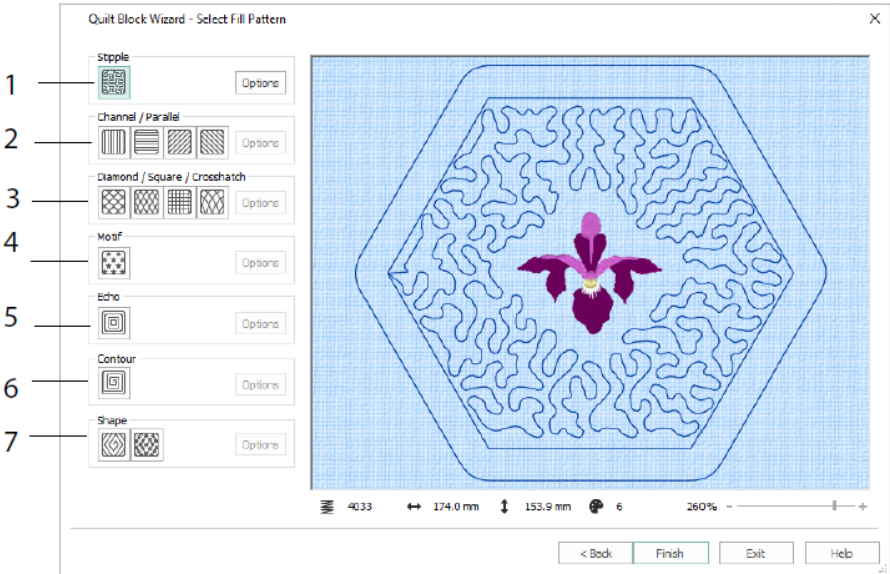 Quilt Block Wizard - Select Fill Pattern
Stipple
1
Options
Channel / Parallel
2
Options
Diamond / Square / Crosshatch
3
Options
4
Motif
Options
Echo
5
Options
Contour
6
Options
Shape
7
Options
4033 174.0 mm 153.9 mm 6 260% - +
< Back Finish Exit Help